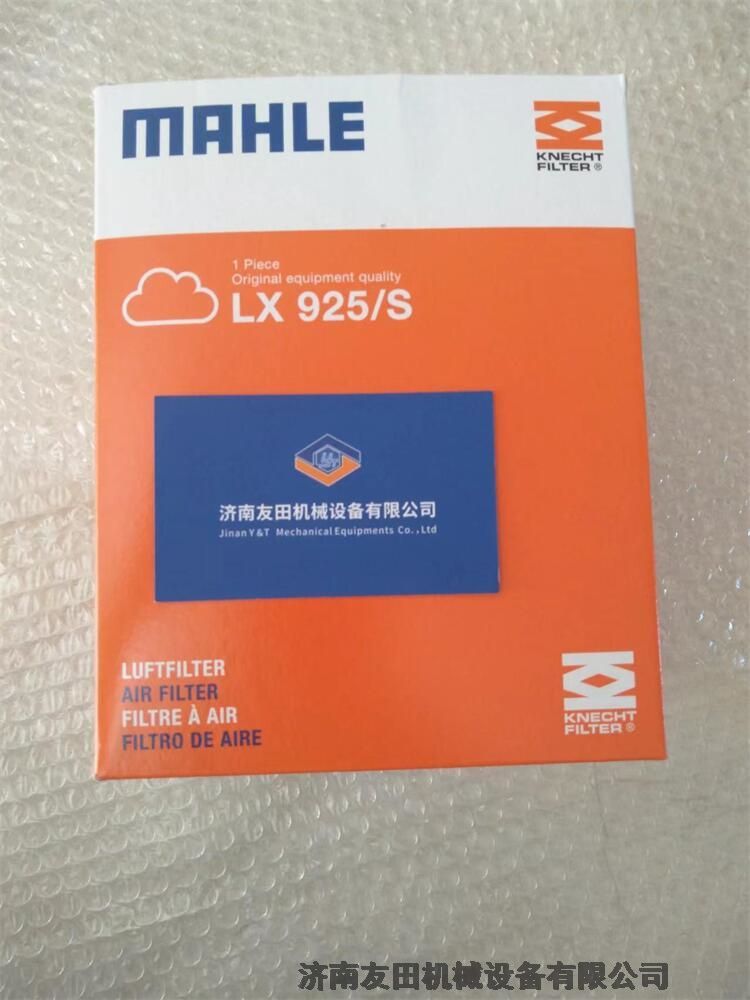 MAHLE
KNECHT
FILTER®
1 Piece
Original equipment quality
LX 925/S
济南友田机械设备有限公司
Jinan Y&T Mechanical Equipments Co.,Ltd
LUFTFILTER
AIR FILTER
FILTRE À AIR
FILTRO DE AIRE
KNECHT
FILTER®
济南友田机械设备有限公司